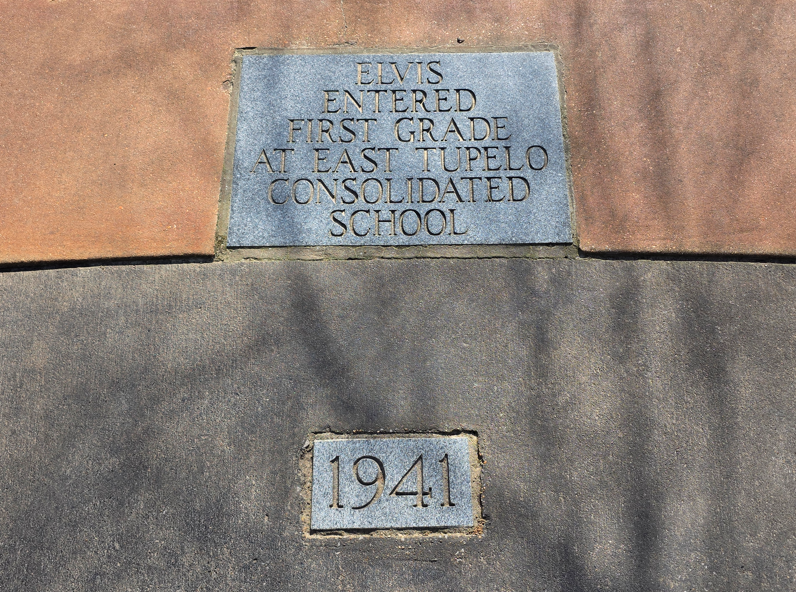 ELVIS
ENTERED
FIRST GRADE
AT EAST TUPELO
CONSOLIDATED
SCHOOL
1941